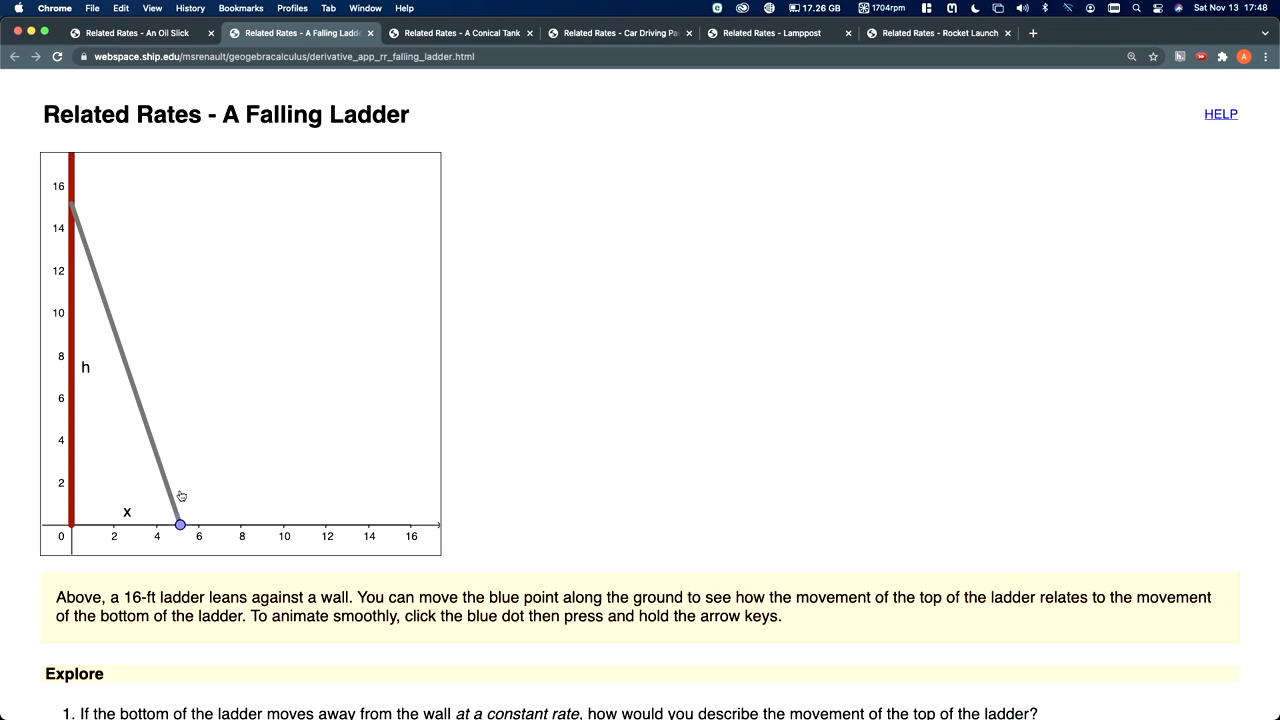 Chrome File Edit View History Bookmarks Profiles Tab Window Help 17.26 GB 1704rpm Sat Nov 13 17:48
Related Rates - An Oil Slick Related Rates - A Falling Ladde Related Rates - A Conical Tank Related Rates - Car Driving Pa Related Rates - Lamppost Related Rates - Rocket Launch
webspace.ship.edu/msrenault/geogebracalculus/derivative_app_rr_falling_ladder.html A
Related Rates - A Falling Ladder
HELP
16
14
12
10
8
h
6
4
2
x
0 2 4 6 8 10 12 14 16
Above, a 16-ft ladder leans against a wall. You can move the blue point along the ground to see how the movement of the top of the ladder relates to the movement
of the bottom of the ladder. To animate smoothly, click the blue dot then press and hold the arrow keys.
Explore
1. If the bottom of the ladder moves away from the wall at a constant rate, how would you describe the movement of the top of the ladder?